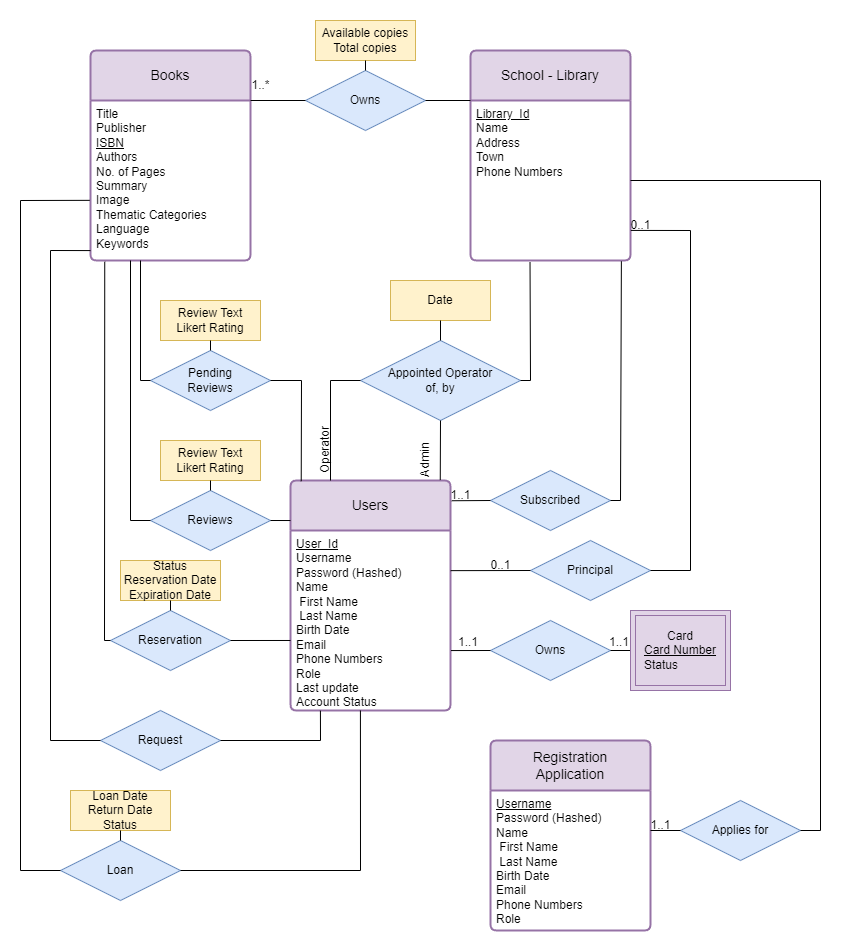 Available copies
Total copies
Books
School - Library
1..*
Owns
Title
Publisher
ISBN
Authors
No. of Pages
Summary
Image
Thematic Categories
Language
Keywords
Library_Id
Name
Address
Town
Phone Numbers
0..1
Review Text
Likert Rating
Date
Pending
Reviews
Appointed Operator
of, by
Operator
Admin
Review Text
Likert Rating
Reviews
Users
1..1
Subscribed
User_Id
Username
Password (Hashed)
Name
First Name
Last Name
Birth Date
Email
Phone Numbers
Role
Last update
Account Status
0..1
Principal
Status
Reservation Date
Expiration Date
Reservation
1..1
Owns
1..1
Card
Card Number
Status
Request
Registration
Application
Username
Password (Hashed)
Name
First Name
Last Name
Birth Date
Email
Phone Numbers
Role
1..1
Applies for
Loan Date
Return Date
Status
Loan